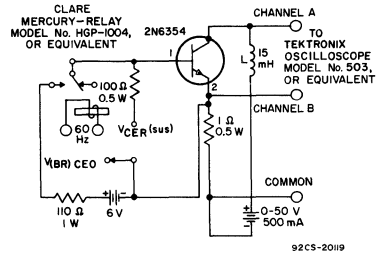 CLARE
MERCURY-RELAY
MODEL No. HGP-1004,
OR EQUIVALENT
2N6354
CHANNEL A
TO
TEKTRONIX
OSCILLOSCOPE
MODEL No. 503,
OR EQUIVALENT
1
2
L
15
mH
100Ω
0.5 W
CHANNEL B
60
Hz
VCER(sus)
1 Ω
0.5 W
V(BR) CEO
COMMON
110Ω
1 W
+ -
6 V
+
-
0-50 V
500 mA
92CS-20119